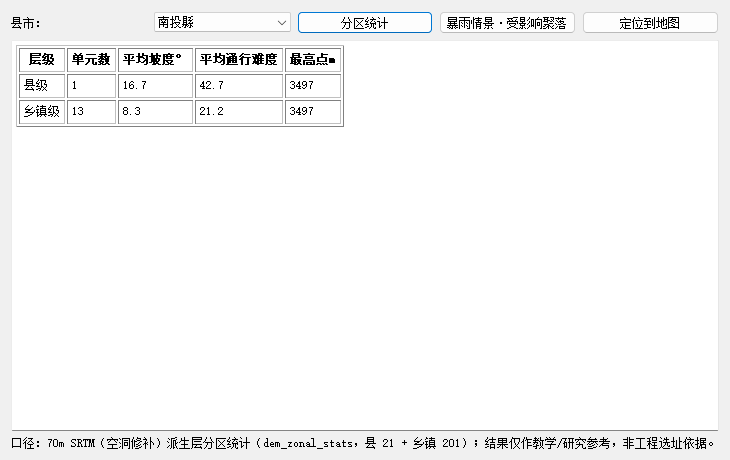 县市： 南投縣 分区统计 暴雨情景·受影响聚落 定位到地图
层级 单元数 平均坡度° 平均通行难度 最高点m
县级 1 16.7 42.7 3497
乡镇级 13 8.3 21.2 3497
口径：70m SRTM（空洞修补）派生层分区统计（dem_zonal_stats，县 21 + 乡镇 201）；结果仅作教学/研究参考，非工程选址依据。